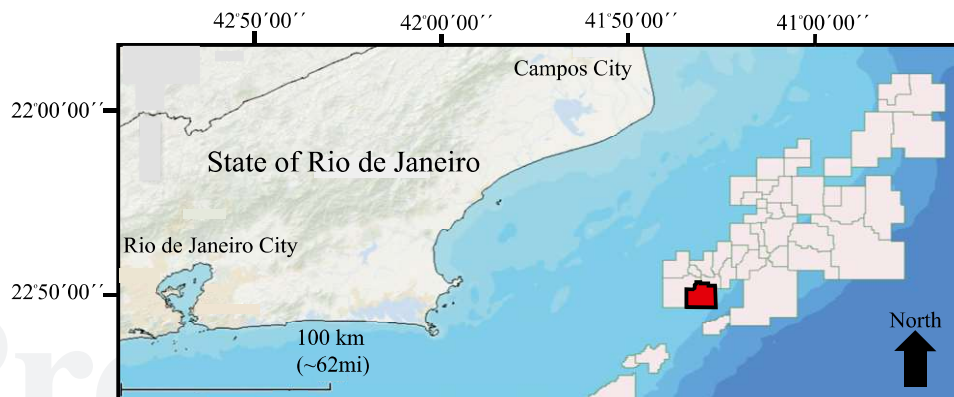 42°50´00´´
42°00´00´´
41°50´00´´
41°00´00´´
Campos City
22°00´00´´
State of Rio de Janeiro
Rio de Janeiro City
22°50´00´´
North
100 km
(~62mi)